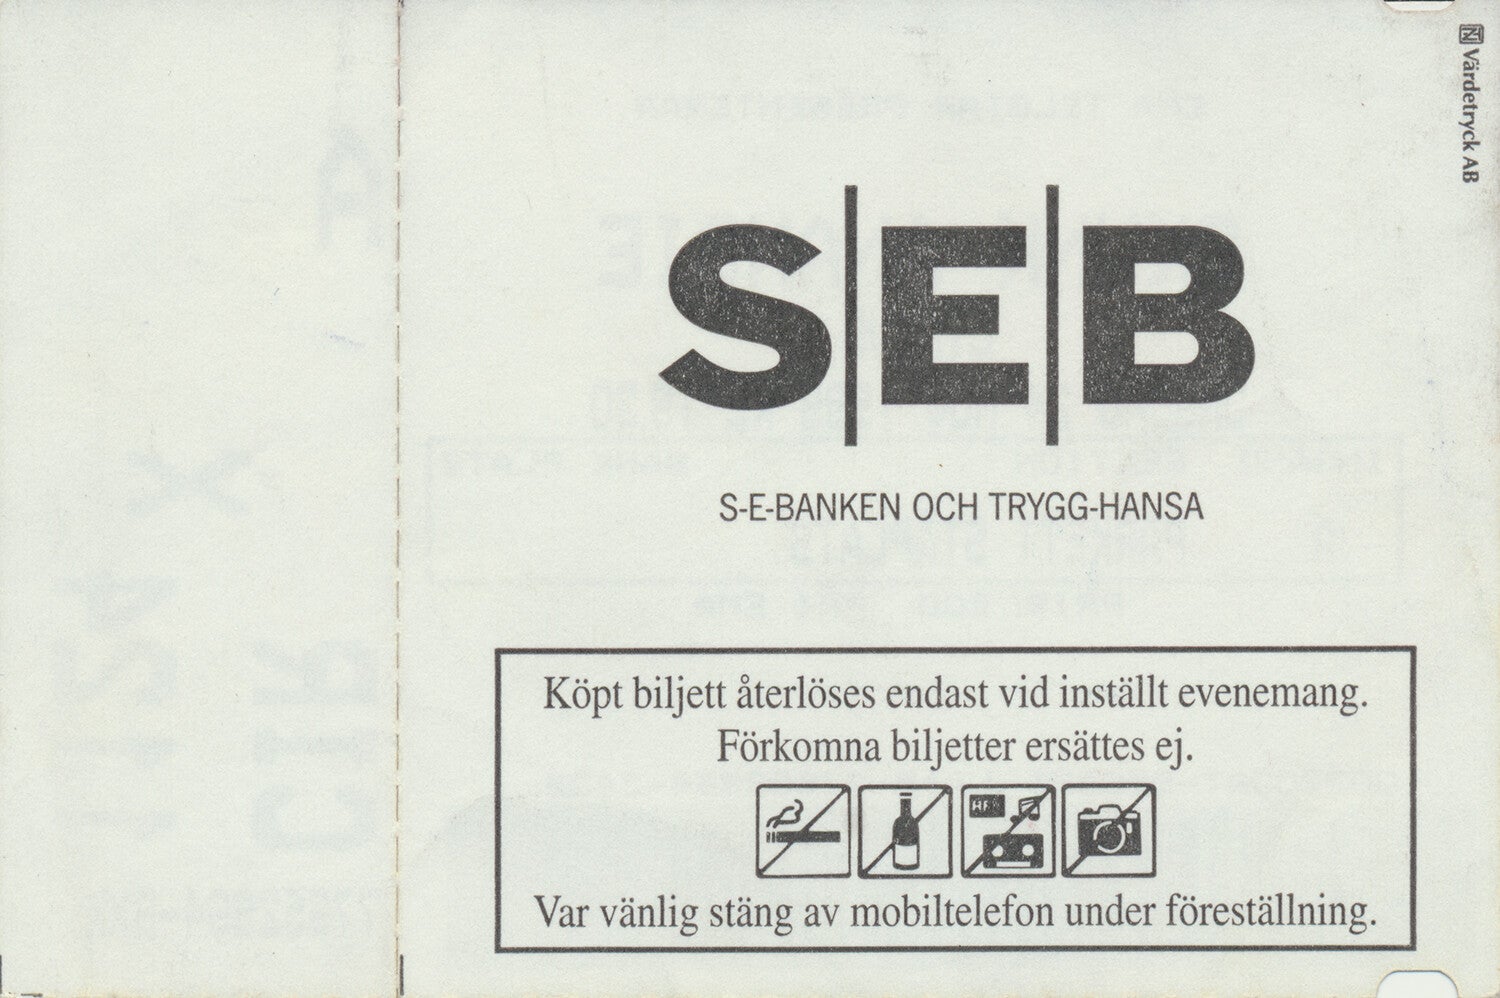 Värdetryck AB
S|E|B
S-E-BANKEN OCH TRYGG-HANSA
Köpt biljett återlöses endast vid inställt evenemang.
Förkomna biljetter ersättes ej.
Var vänlig stäng av mobiltelefon under föreställning.